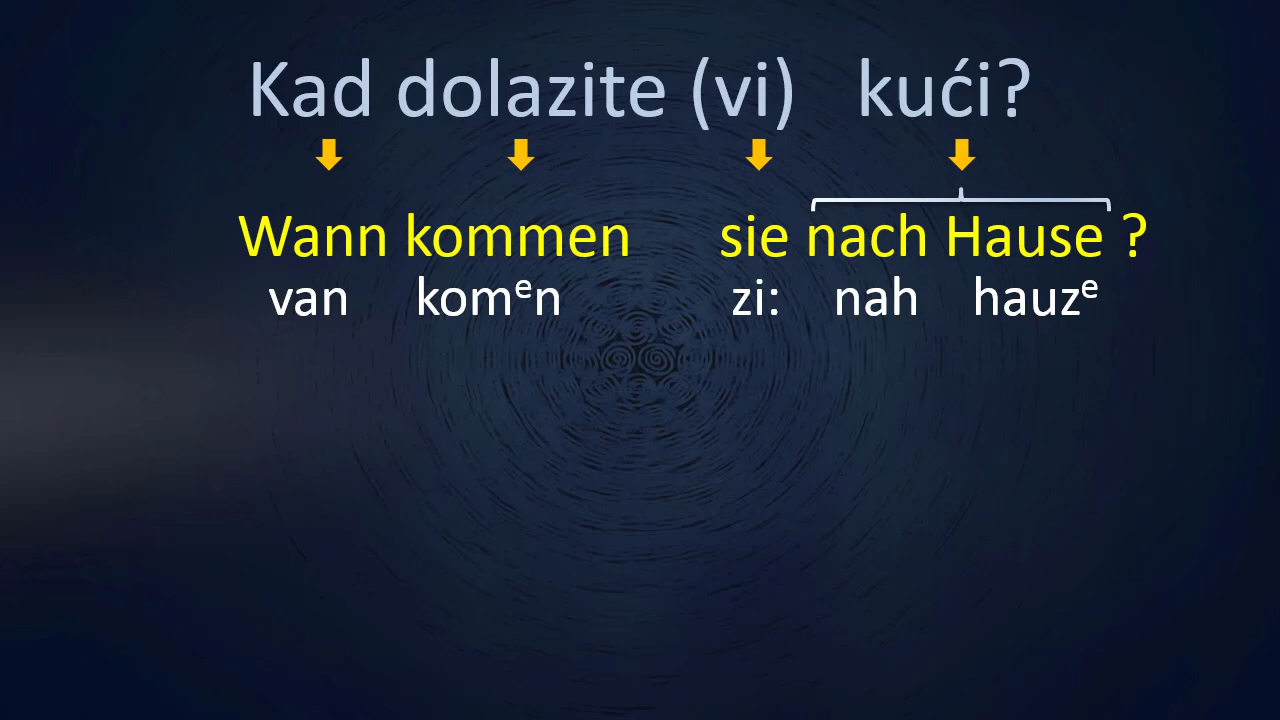 Kad dolazite (vi) kući?
Wann kommen sie nach Hause ?
van komᵉn zi: nah hauzᵉ